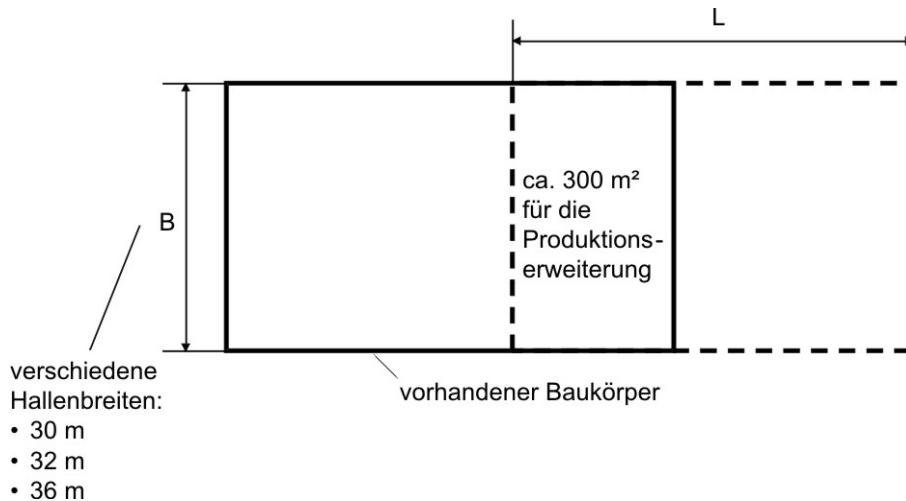 L
B
ca. 300 m²
für die
Produktions-
erweiterung
verschiedene
Hallenbreiten:
• 30 m
• 32 m
• 36 m
vorhandener Baukörper